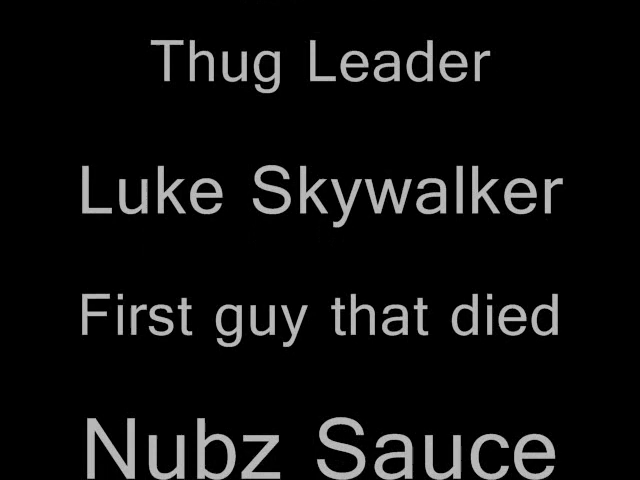 Thug Leader
Luke Skywalker
First guy that died
Nubz Sauce